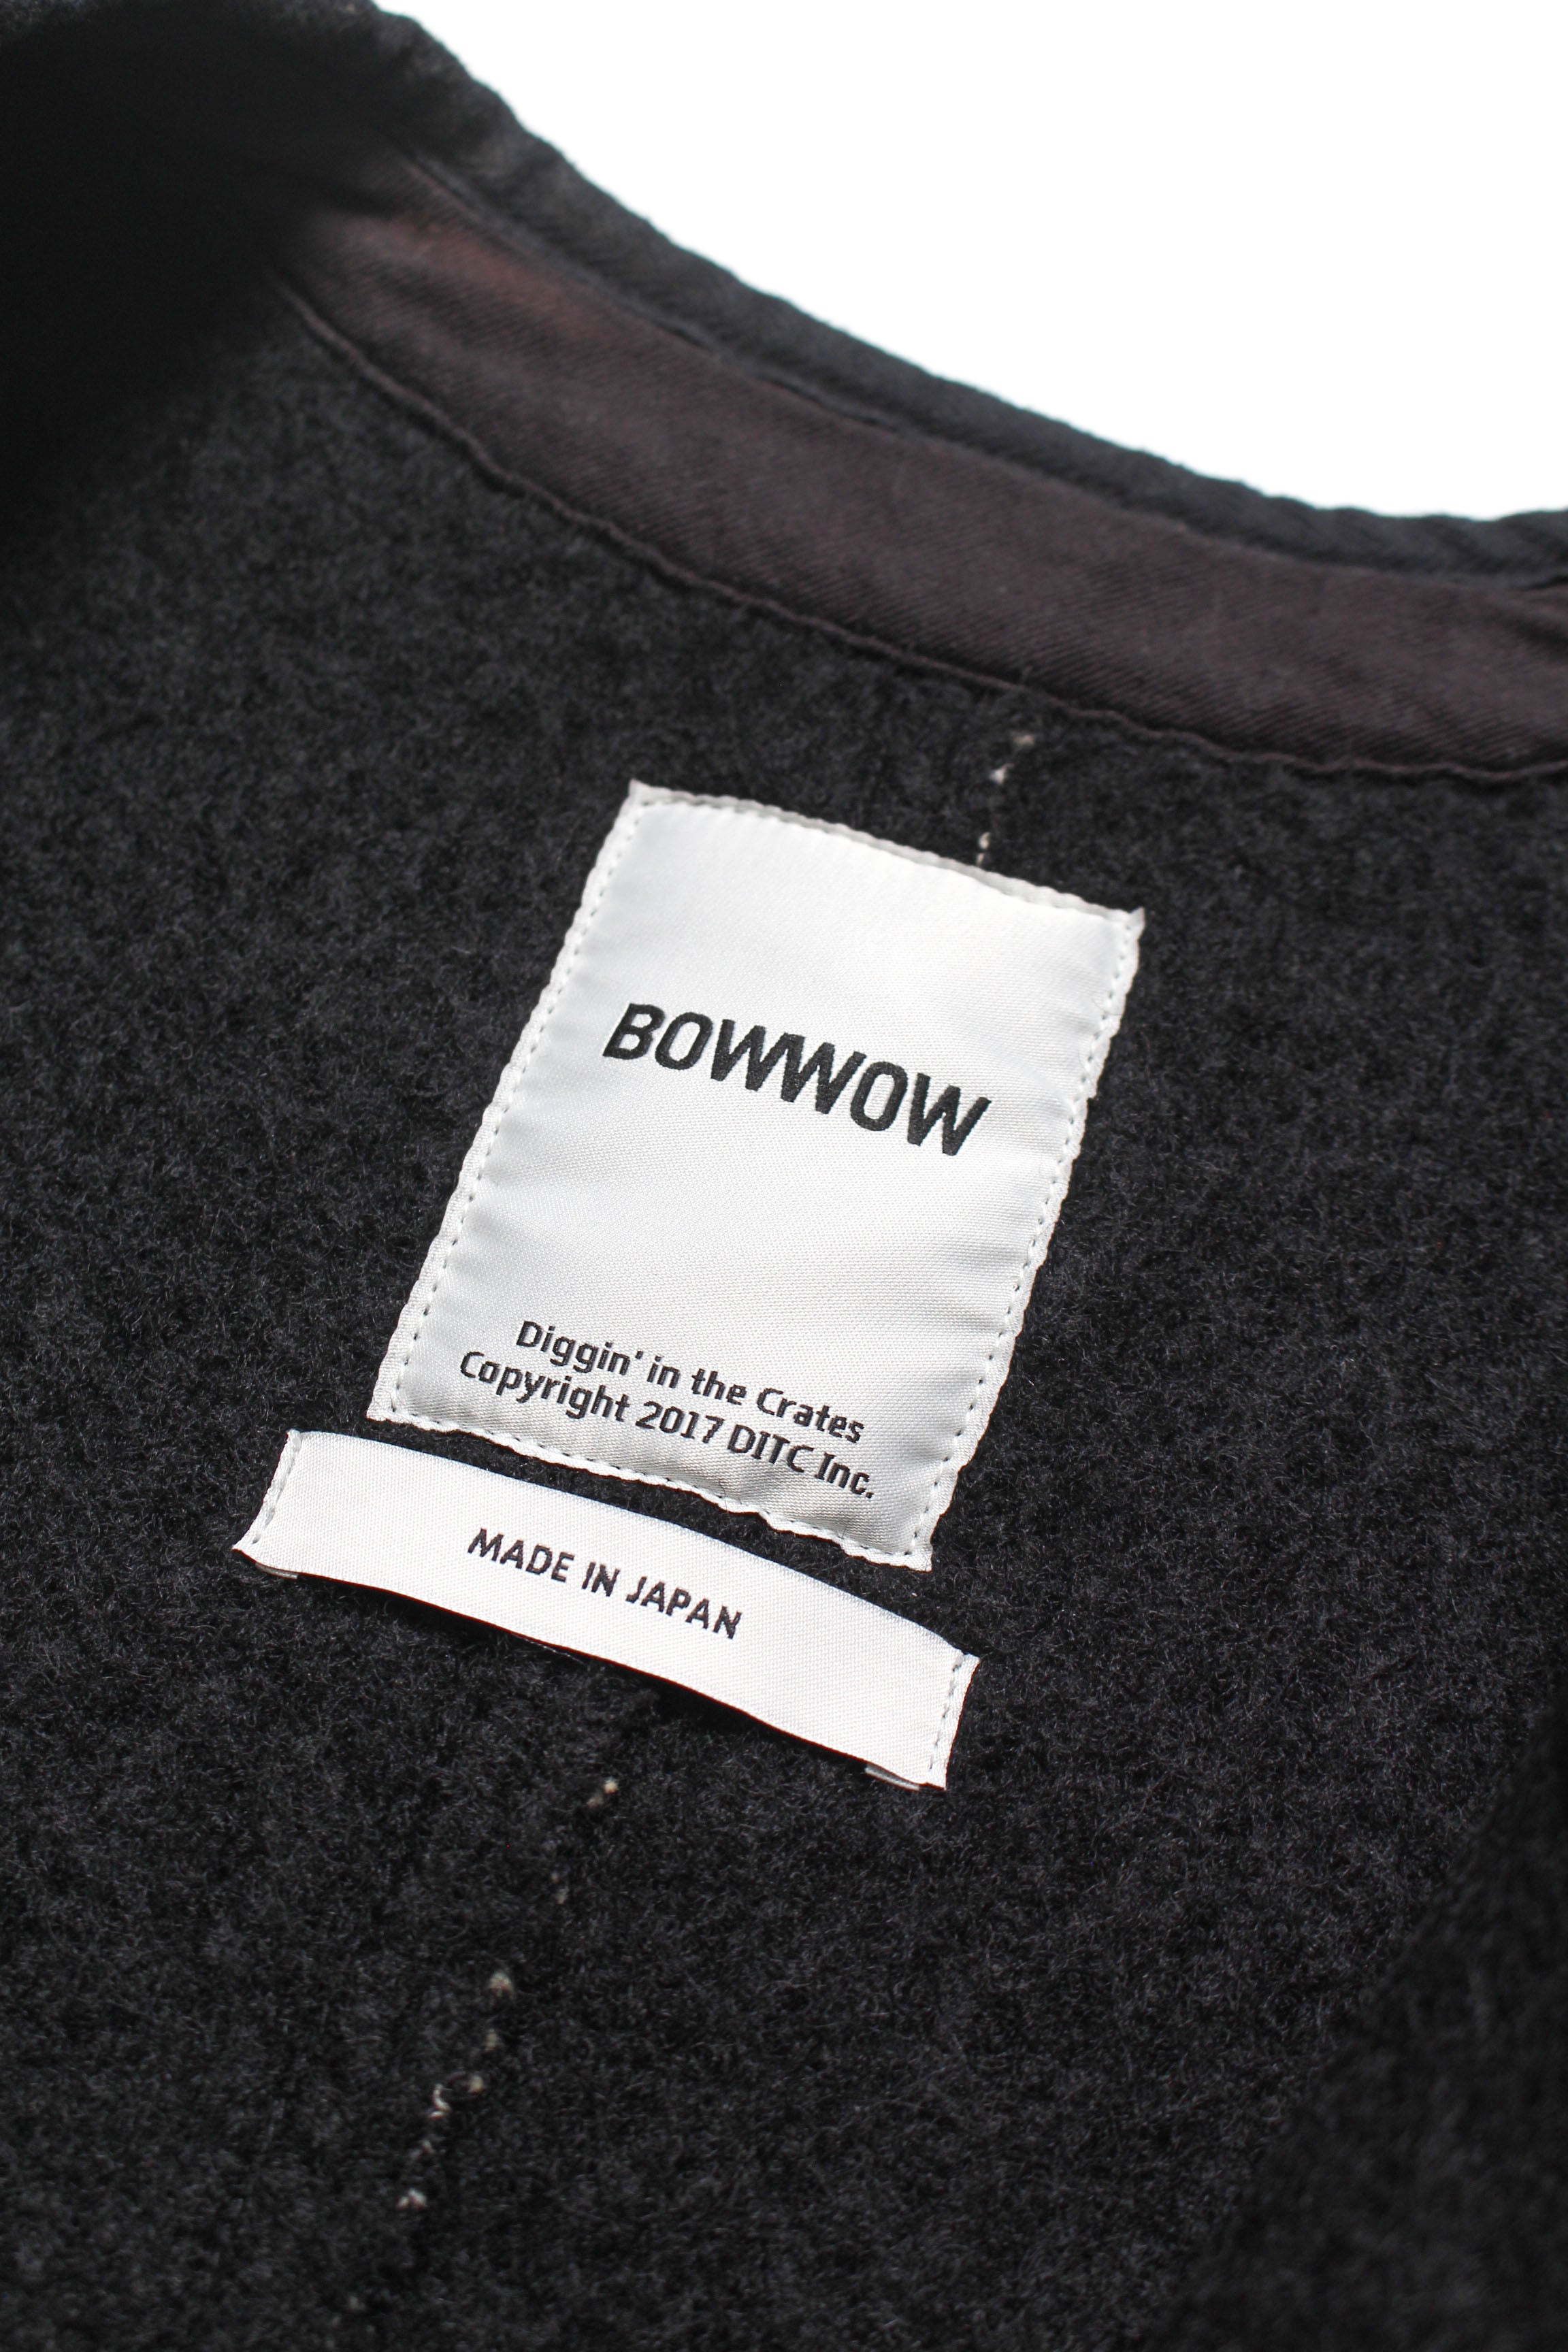 BOWWOW
Diggin' in the Crates
Copyright 2017 DITC Inc.
MADE IN JAPAN